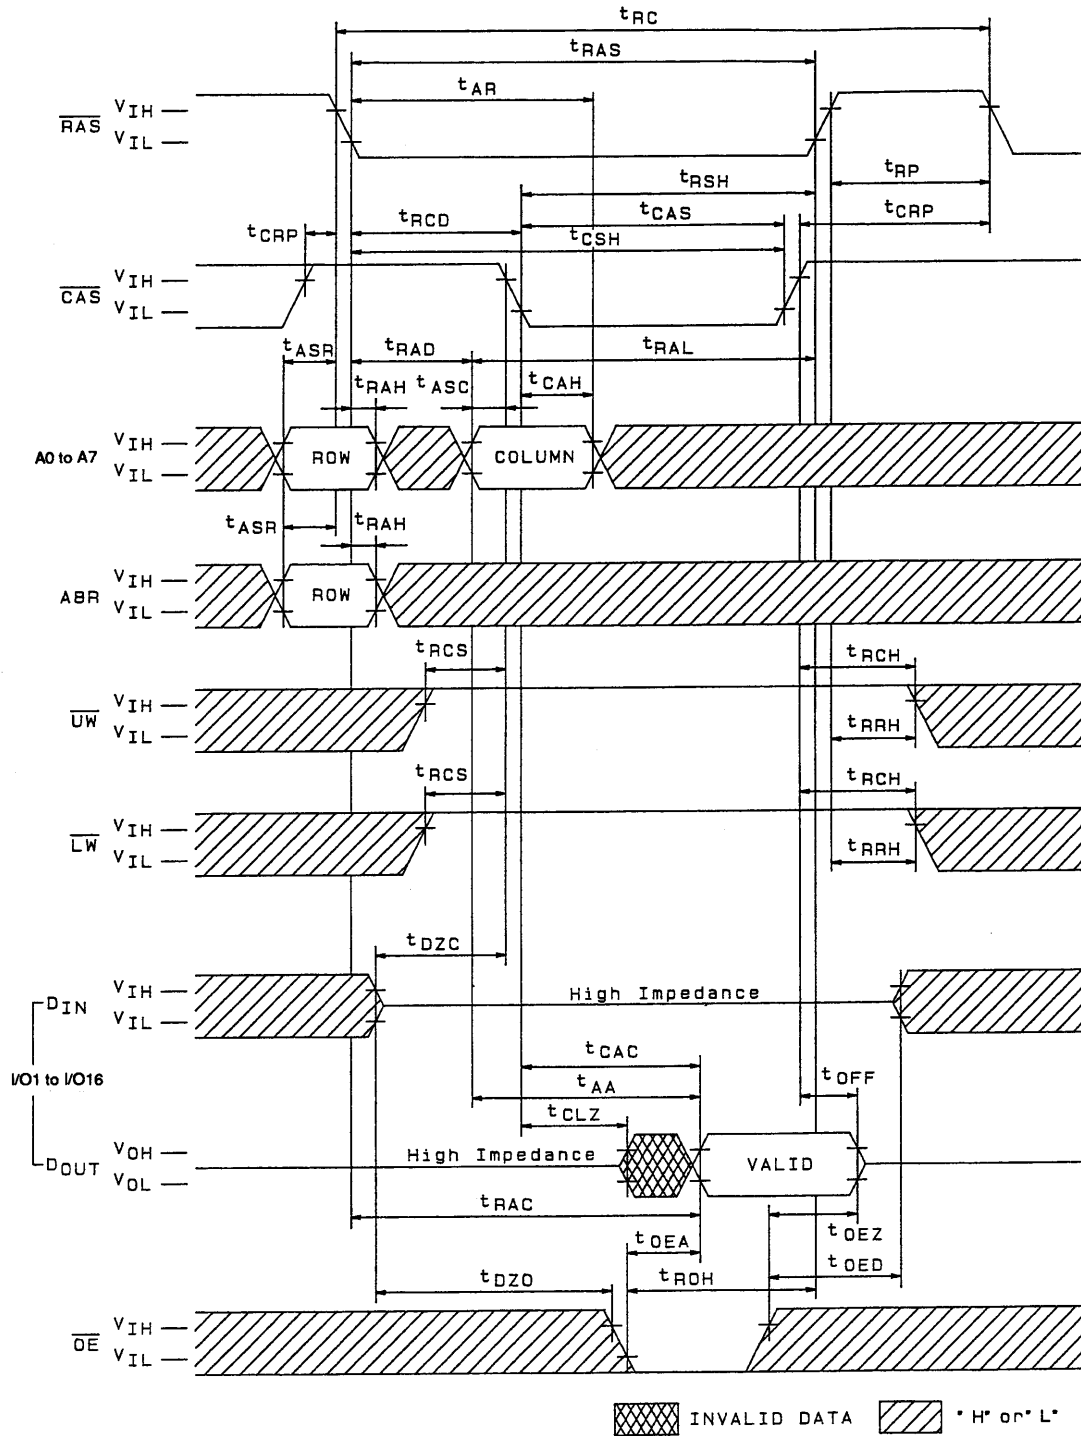 tRC
tRAS
tAR
RAS VIH
VIL
tRP
tRSH
tCAS
tCRP
tRCD
tCRP
tCSH
CAS VIH
VIL
tASR
tRAD
tRAL
tRAH
tASC
tCAH
A0 to A7 VIH
VIL
ROW
COLUMN
tASR
tRAH
ABR VIH
VIL
ROW
tRCS
tRCH
UW VIH
VIL
tRRH
tRCS
tRCH
LW VIH
VIL
tRRH
tDZC
DIN VIH
VIL
High Impedance
I/O1 to I/O16
tCAC
tOFF
tAA
tCLZ
DOUT VOH
VOL
High Impedance
VALID
tRAC
tOEZ
tOEA
tOED
tDZO
tROH
OE VIH
VIL
INVALID DATA
"H" or "L"